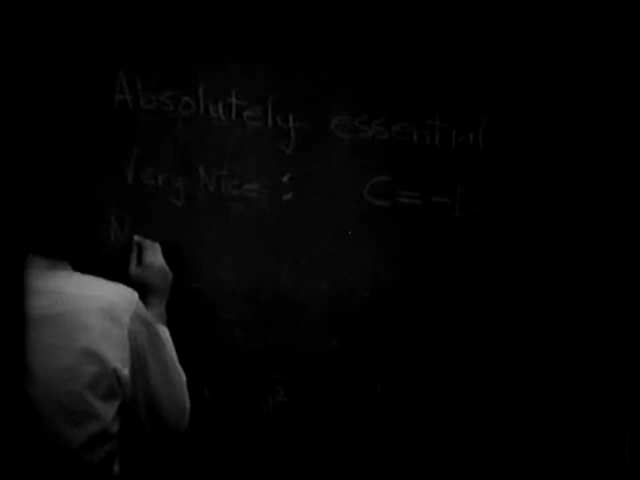 Absolutely essential
Very Nice : C = -1
N